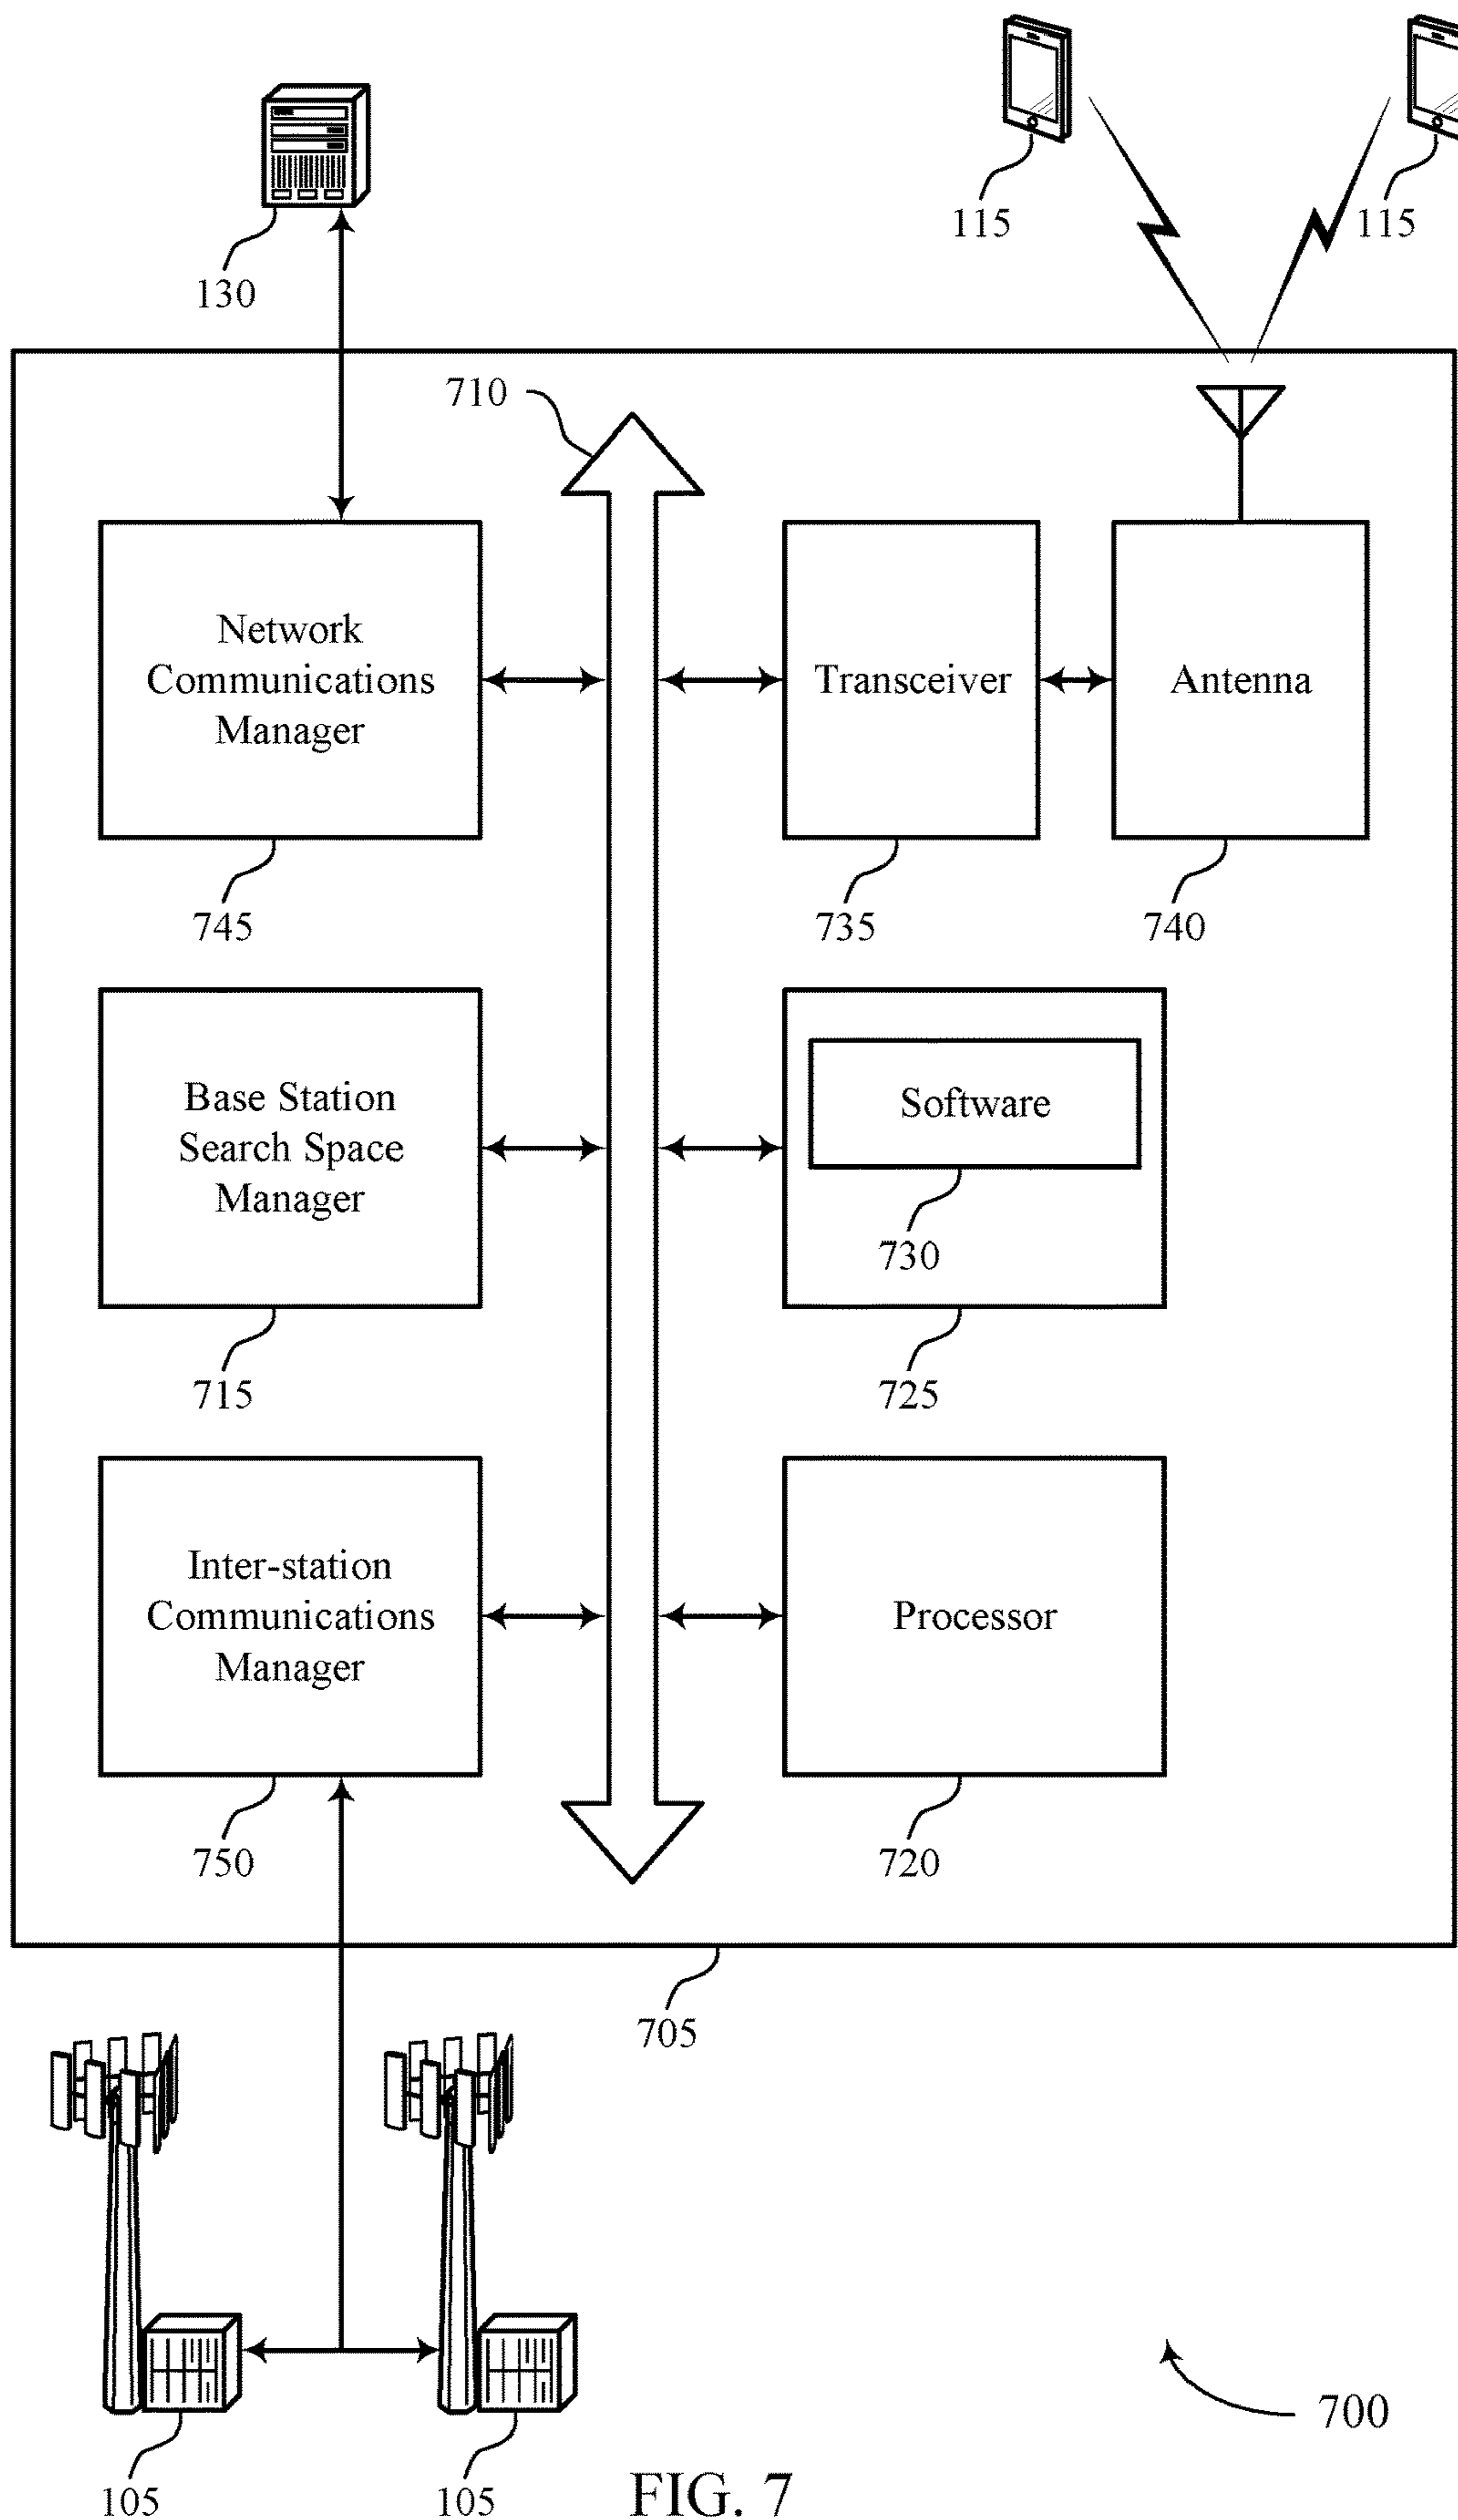 115
115
130
710
Network
Communications
Manager
Transceiver
Antenna
745
735
740
Base Station
Search Space
Manager
Software
730
715
725
Inter-station
Communications
Manager
Processor
750
720
705
700
105
105
FIG. 7